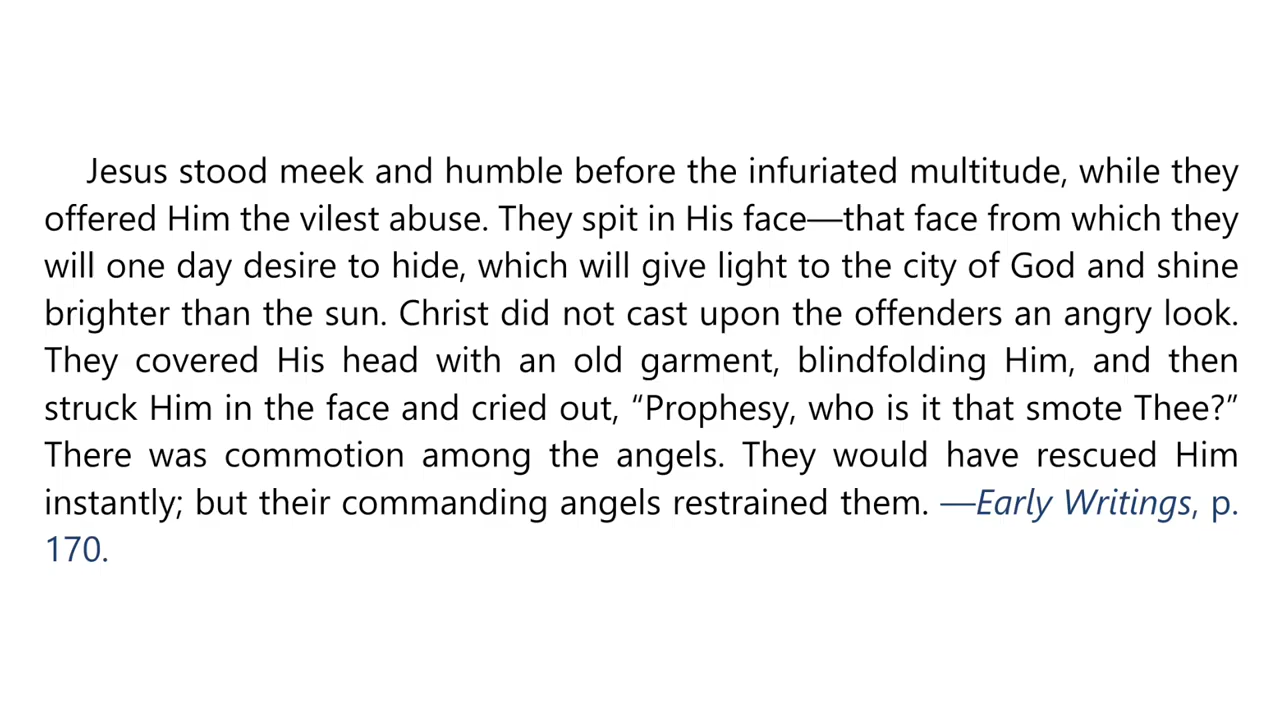 Jesus stood meek and humble before the infuriated multitude, while they
offered Him the vilest abuse. They spit in His face—that face from which they
will one day desire to hide, which will give light to the city of God and shine
brighter than the sun. Christ did not cast upon the offenders an angry look.
They covered His head with an old garment, blindfolding Him, and then
struck Him in the face and cried out, “Prophesy, who is it that smote Thee?”
There was commotion among the angels. They would have rescued Him
instantly; but their commanding angels restrained them. —Early Writings, p.
170.